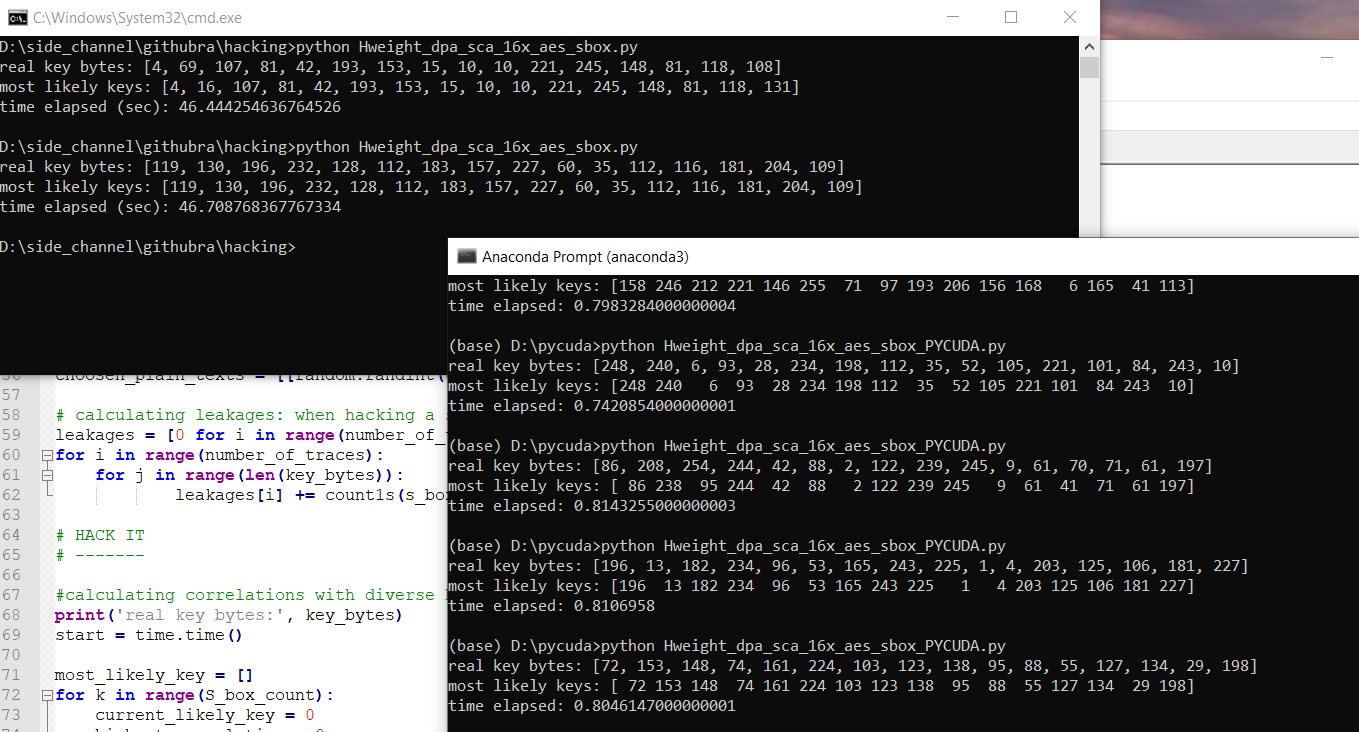 C:\Windows\System32\cmd.exe
D:\side_channel\githubra\hacking>python Hweight_dpa_sca_16x_aes_sbox.py
real key bytes: [4, 69, 107, 81, 42, 193, 153, 15, 10, 10, 221, 245, 148, 81, 118, 108]
most likely keys: [4, 16, 107, 81, 42, 193, 153, 15, 10, 10, 221, 245, 148, 81, 118, 131]
time elapsed (sec): 46.444254636764526
D:\side_channel\githubra\hacking>python Hweight_dpa_sca_16x_aes_sbox.py
real key bytes: [119, 130, 196, 232, 128, 112, 183, 157, 227, 60, 35, 112, 116, 181, 204, 109]
most likely keys: [119, 130, 196, 232, 128, 112, 183, 157, 227, 60, 35, 112, 116, 181, 204, 109]
time elapsed (sec): 46.708768367767334
D:\side_channel\githubra\hacking>
Anaconda Prompt (anaconda3)
most likely keys: [158 246 212 221 146 255  71  97 193 206 156 168   6 165  41 113]
time elapsed: 0.7983284000000004
(base) D:\pycuda>python Hweight_dpa_sca_16x_aes_sbox_PYCUDA.py
real key bytes: [248, 240, 6, 93, 28, 234, 198, 112, 35, 52, 105, 221, 101, 84, 243, 10]
most likely keys: [248 240   6  93  28 234 198 112  35  52 105 221 101  84 243  10]
time elapsed: 0.7420854000000001
(base) D:\pycuda>python Hweight_dpa_sca_16x_aes_sbox_PYCUDA.py
real key bytes: [86, 208, 254, 244, 42, 88, 2, 122, 239, 245, 9, 61, 70, 71, 61, 197]
most likely keys: [ 86 238  95 244  42  88   2 122 239 245   9  61  41  71  61 197]
time elapsed: 0.8143255000000003
(base) D:\pycuda>python Hweight_dpa_sca_16x_aes_sbox_PYCUDA.py
real key bytes: [196, 13, 182, 234, 96, 53, 165, 243, 225, 1, 4, 203, 125, 106, 181, 227]
most likely keys: [196  13 182 234  96  53 165 243 225   1   4 203 125 106 181 227]
time elapsed: 0.8106958
(base) D:\pycuda>python Hweight_dpa_sca_16x_aes_sbox_PYCUDA.py
real key bytes: [72, 153, 148, 74, 161, 224, 103, 123, 138, 95, 88, 55, 127, 134, 29, 198]
most likely keys: [ 72 153 148  74 161 224 103 123 138  95  88  55 127 134  29 198]
time elapsed: 0.8046147000000001
57
58 # calculating leakages: when hacking a
59 leakages = [0 for i in range(number_of_
60 for i in range(number_of_traces):
61 for j in range(len(key_bytes)):
62 leakages[i] += count1s(s_bo
63
64 # HACK IT
65 # -------
66
67 #calculating correlations with diverse
68 print('real key bytes:', key_bytes)
69 start = time.time()
70
71 most_likely_key = []
72 for k in range(S_box_count):
73 current_likely_key = 0